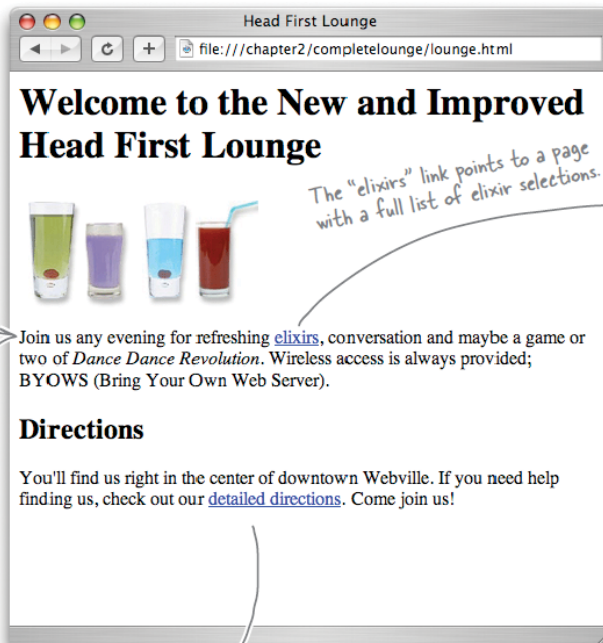 Head First Lounge
file:///chapter2/completelounge/lounge.html
Welcome to the New and Improved
Head First Lounge
The "elixirs" link points to a page
with a full list of elixir selections.
Join us any evening for refreshing elixirs, conversation and maybe a game or
two of Dance Dance Revolution. Wireless access is always provided;
BYOWS (Bring Your Own Web Server).
Directions
You'll find us right in the center of downtown Webville. If you need help
finding us, check out our detailed directions. Come join us!